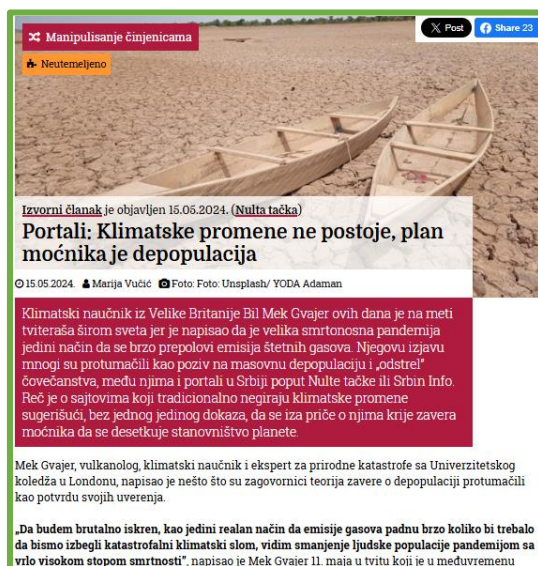 Manipulisanje činjenicama
Post
Share 23
Neutemeljeno
Izvorni članak je objavljen 15.05.2024. (Nulta tačka)
Portali: Klimatske promene ne postoje, plan
moćnika je depopulacija
15.05.2024. Marija Vučić Foto: Foto: Unsplash/ YODA Adaman
Klimatski naučnik iz Velike Britanije Bil Mek Gvajer ovih dana je na meti
tviteraša širom sveta jer je napisao da je velika smrtonosna pandemija
jedini način da se brzo prepolovi emisija štetnih gasova. Njegovu izjavu
mnogi su protumačili kao poziv na masovnu depopulaciju i „odstrel”
čovečanstva, među njima i portali u Srbiji poput Nulte tačke ili Srbin Info.
Reč je o sajtovima koji tradicionalno negiraju klimatske promene
sugerišući, bez jednog jedinog dokaza, da se iza priče o njima krije zavera
moćnika da se desetkuje stanovništvo planete.
Mek Gvajer, vulkanolog, klimatski naučnik i ekspert za prirodne katastrofe sa Univerzitetskog
koledža u Londonu, napisao je nešto što su zagovornici teorija zavere o depopulaciji protumačili
kao potvrdu svojih uverenja.
„Da budem brutalno iskren, kao jedini realan način da emisije gasova padnu brzo koliko bi trebalo
da bismo izbegli katastrofalni klimatski slom, vidim smanjenje ljudske populacije pandemijom sa
vrlo visokom stopom smrtnosti”, napisao je Mek Gvajer 11. maja u tvitu koji je u međuvremenu